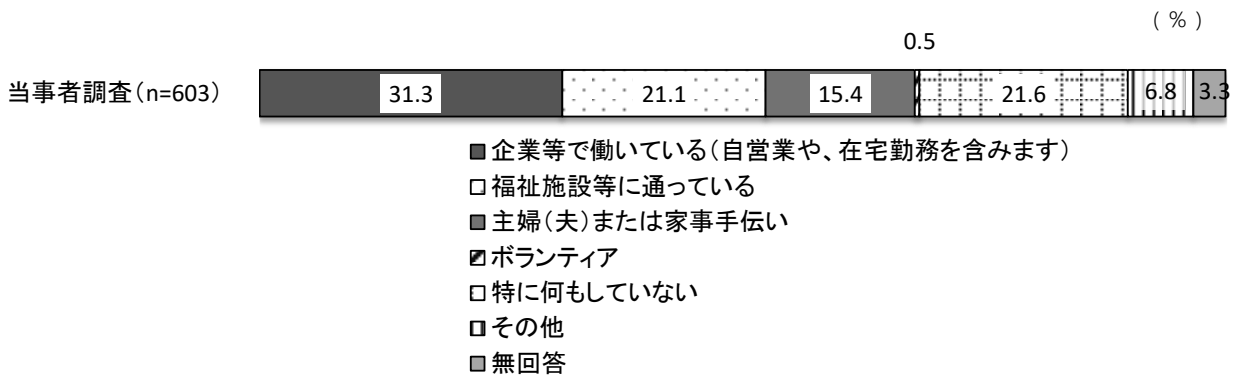 (%)
0.5
当事者調査(n=603) 31.3 21.1 15.4 21.6 6.8 3.3
企業等で働いている(自営業や、在宅勤務を含みます)
福祉施設等に通っている
主婦(夫)または家事手伝い
ボランティア
特に何もしていない
その他
無回答